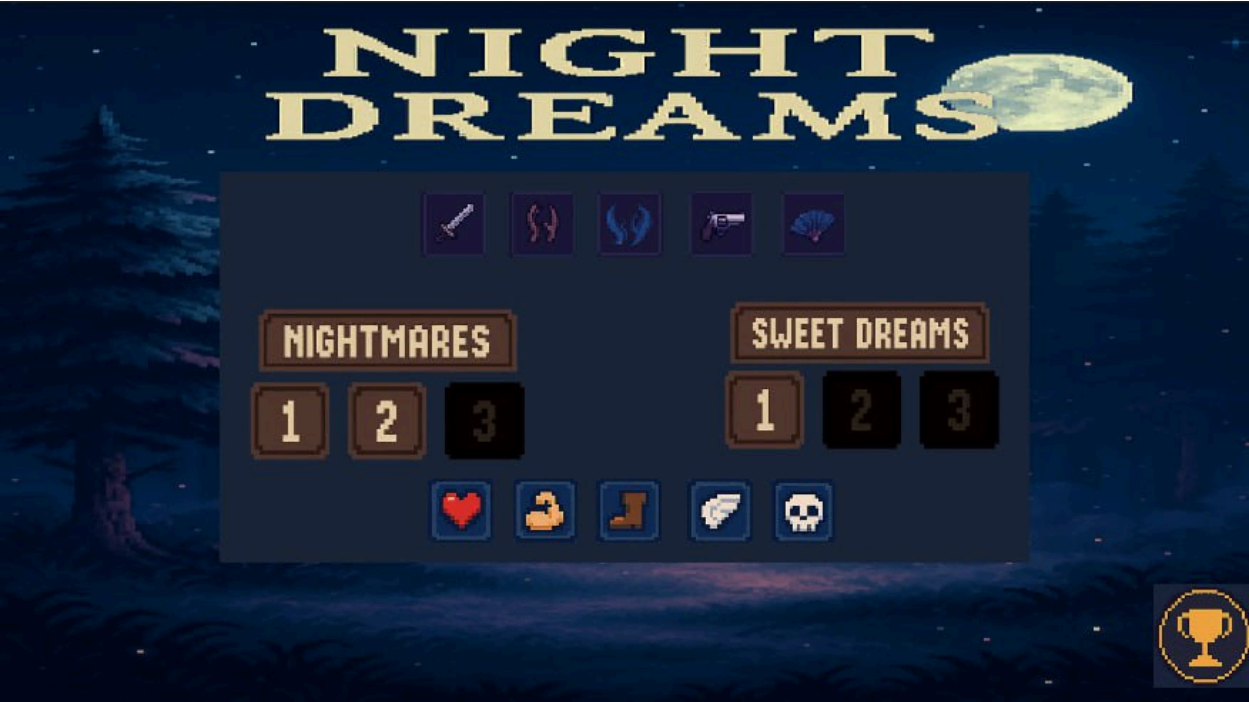 NIGHT
DREAMS
NIGHTMARES
SWEET DREAMS
1 2 3
1 2 3